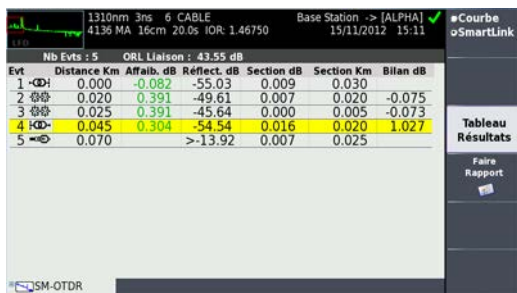 1310nm 3ns 6 CABLE Base Station -> [ALPHA]
4136 MA 16cm 20.0s IOR: 1.46750 15/11/2012 15:11
LFD
Nb Evts : 5 ORL Liaison : 43.55 dB
Evt Distance Km Affaib. dB Réflect. dB Section dB Section Km Bilan dB
1 0.000 -0.082 -55.03 0.009 0.030
2 0.020 0.391 -49.61 0.007 0.020 -0.075
3 0.025 0.391 -45.64 0.000 0.005 -0.073
4 0.045 0.304 -54.54 0.016 0.020 1.027
5 0.070 >-13.92 0.007 0.025
Courbe
SmartLink
Tableau
Résultats
Faire
Rapport
SM-OTDR